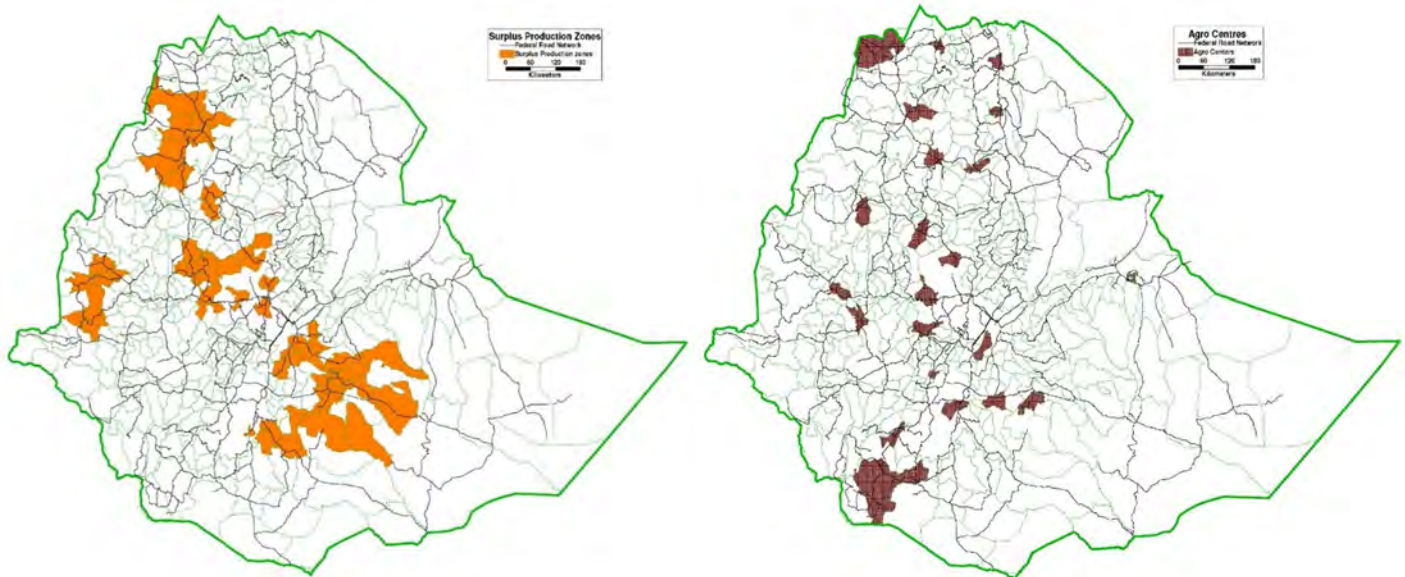 Surplus Production Zones
Federal Road Network
Surplus Production zones
0 60 120 180
Kilometers
Agro Centres
Federal Road Network
Agro Centers
0 60 120 180
Kilometers